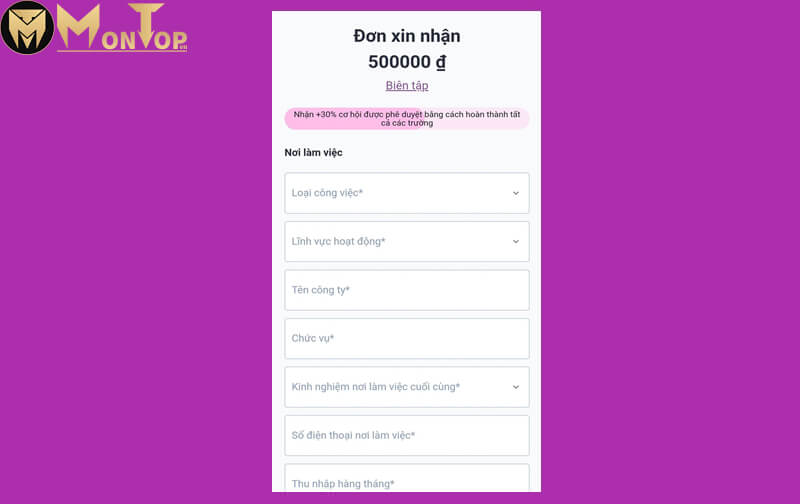 MonTop.vn
Đơn xin nhận
500000 ₫
Biên tập
Nhận +30% cơ hội được phê duyệt bằng cách hoàn thành tất
cả các trường
Nơi làm việc
Loại công việc*
Lĩnh vực hoạt động*
Tên công ty*
Chức vụ*
Kinh nghiệm nơi làm việc cuối cùng*
Số điện thoại nơi làm việc*
Thu nhập hàng tháng*